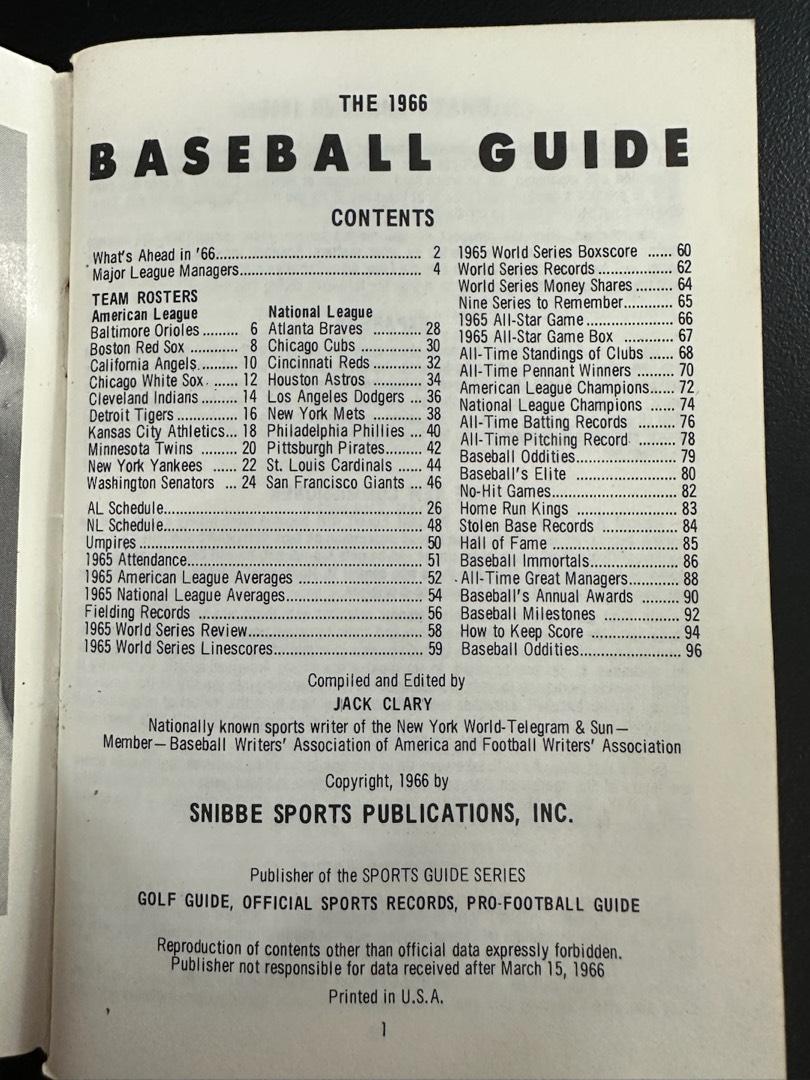 THE 1966
BASEBALL GUIDE
CONTENTS
What's Ahead in '66.................................................. 2
Major League Managers............................................ 4
TEAM ROSTERS
American League
Baltimore Orioles......... 6
Boston Red Sox ............ 8
California Angels......... 10
Chicago White Sox....... 12
Cleveland Indians......... 14
Detroit Tigers.............. 16
Kansas City Athletics... 18
Minnesota Twins ......... 20
New York Yankees ...... 22
Washington Senators ... 24
National League
Atlanta Braves ............ 28
Chicago Cubs .............. 30
Cincinnati Reds............ 32
Houston Astros ............ 34
Los Angeles Dodgers ... 36
New York Mets ............ 38
Philadelphia Phillies ... 40
Pittsburgh Pirates......... 42
St. Louis Cardinals ...... 44
San Francisco Giants ... 46
AL Schedule............................................................ 26
NL Schedule............................................................ 48
Umpires .................................................................. 50
1965 Attendance...................................................... 51
1965 American League Averages .............................. 52
1965 National League Averages................................ 54
Fielding Records ...................................................... 56
1965 World Series Review......................................... 58
1965 World Series Linescores................................... 59
1965 World Series Boxscore ...... 60
World Series Records.................. 62
World Series Money Shares......... 64
Nine Series to Remember............ 65
1965 All-Star Game..................... 66
1965 All-Star Game Box ............ 67
All-Time Standings of Clubs ...... 68
All-Time Pennant Winners ......... 70
American League Champions...... 72
National League Champions ...... 74
All-Time Batting Records ......... 76
All-Time Pitching Record ......... 78
Baseball Oddities........................ 79
Baseball's Elite ......................... 80
No-Hit Games.............................. 82
Home Run Kings ........................ 83
Stolen Base Records .................. 84
Hall of Fame .............................. 85
Baseball Immortals..................... 86
All-Time Great Managers............ 88
Baseball's Annual Awards ......... 90
Baseball Milestones .................. 92
How to Keep Score ..................... 94
Baseball Oddities........................ 96
Compiled and Edited by
JACK CLARY
Nationally known sports writer of the New York World-Telegram & Sun—
Member—Baseball Writers' Association of America and Football Writers' Association
Copyright, 1966 by
SNIBBE SPORTS PUBLICATIONS, INC.
Publisher of the SPORTS GUIDE SERIES
GOLF GUIDE, OFFICIAL SPORTS RECORDS, PRO-FOOTBALL GUIDE
Reproduction of contents other than official data expressly forbidden.
Publisher not responsible for data received after March 15, 1966
Printed in U.S.A.
1